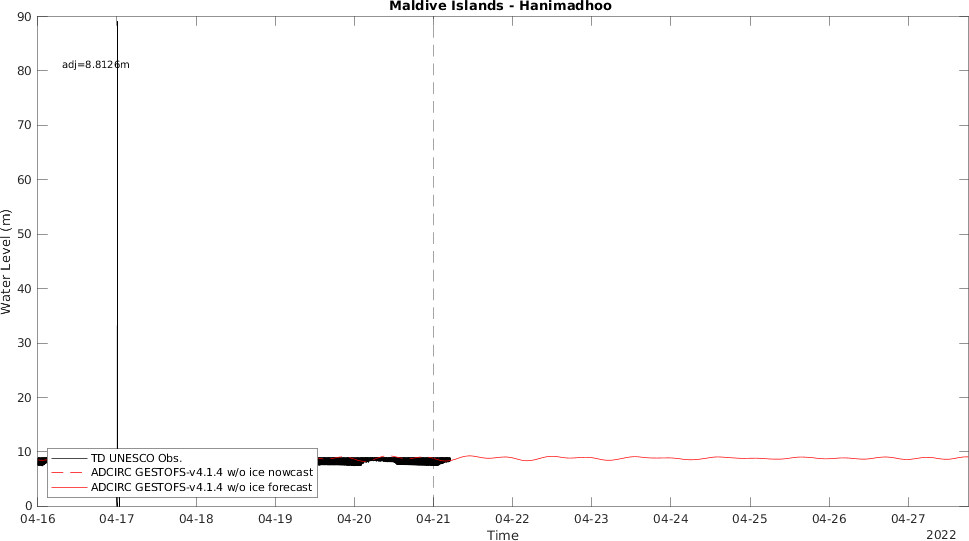 Maldive Islands - Hanimadhoo
90
80
70
60
50
40
30
20
10
0
Water Level (m)
adj=8.8126m
TD UNESCO Obs.
ADCIRC GESTOFS-v4.1.4 w/o ice nowcast
ADCIRC GESTOFS-v4.1.4 w/o ice forecast
04-16 04-17 04-18 04-19 04-20 04-21 04-22 04-23 04-24 04-25 04-26 04-27
Time
2022